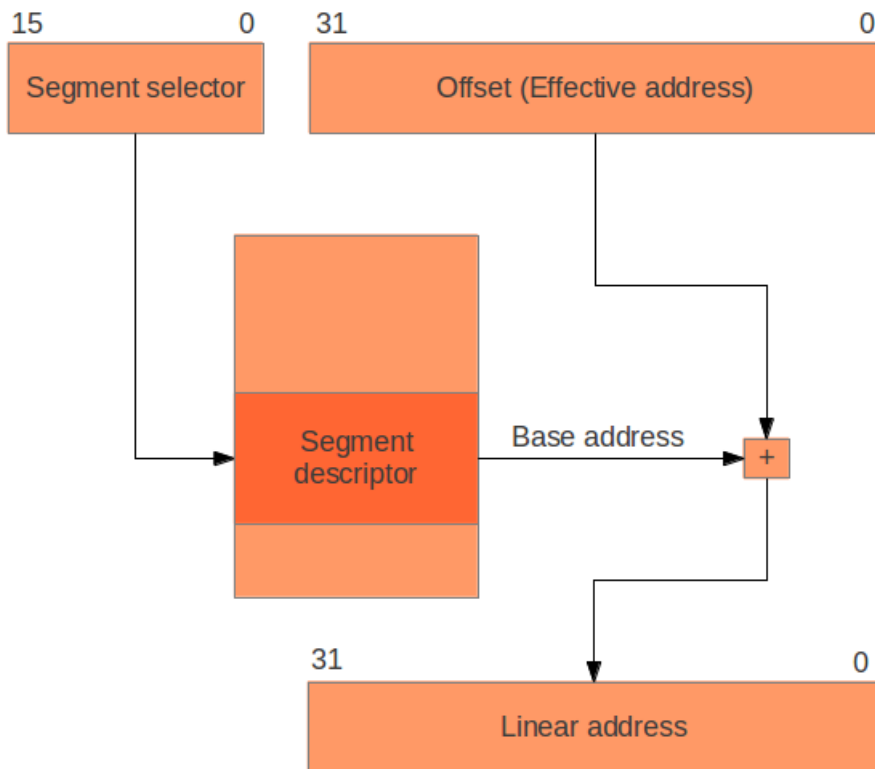 15 0 31 0
Segment selector
Offset (Effective address)
Segment
descriptor
Base address
+
31 0
Linear address